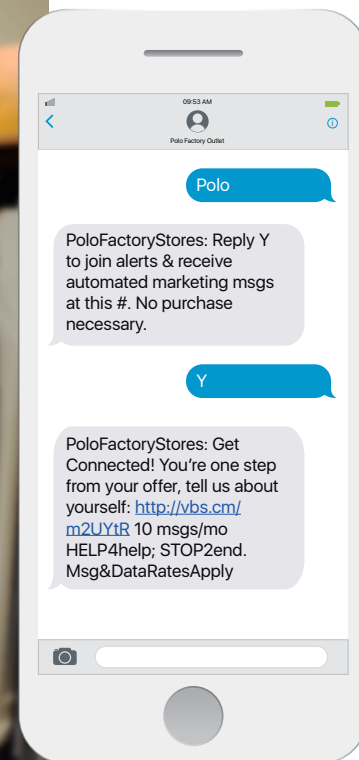 09:53 AM
Polo Factory Outlet
Polo
PoloFactoryStores: Reply Y
to join alerts & receive
automated marketing msgs
at this #. No purchase
necessary.
Y
PoloFactoryStores: Get
Connected! You’re one step
from your offer, tell us about
yourself: http://vbs.cm/
m2UYtR 10 msgs/mo
HELP4help; STOP2end.
Msg&DataRatesApply